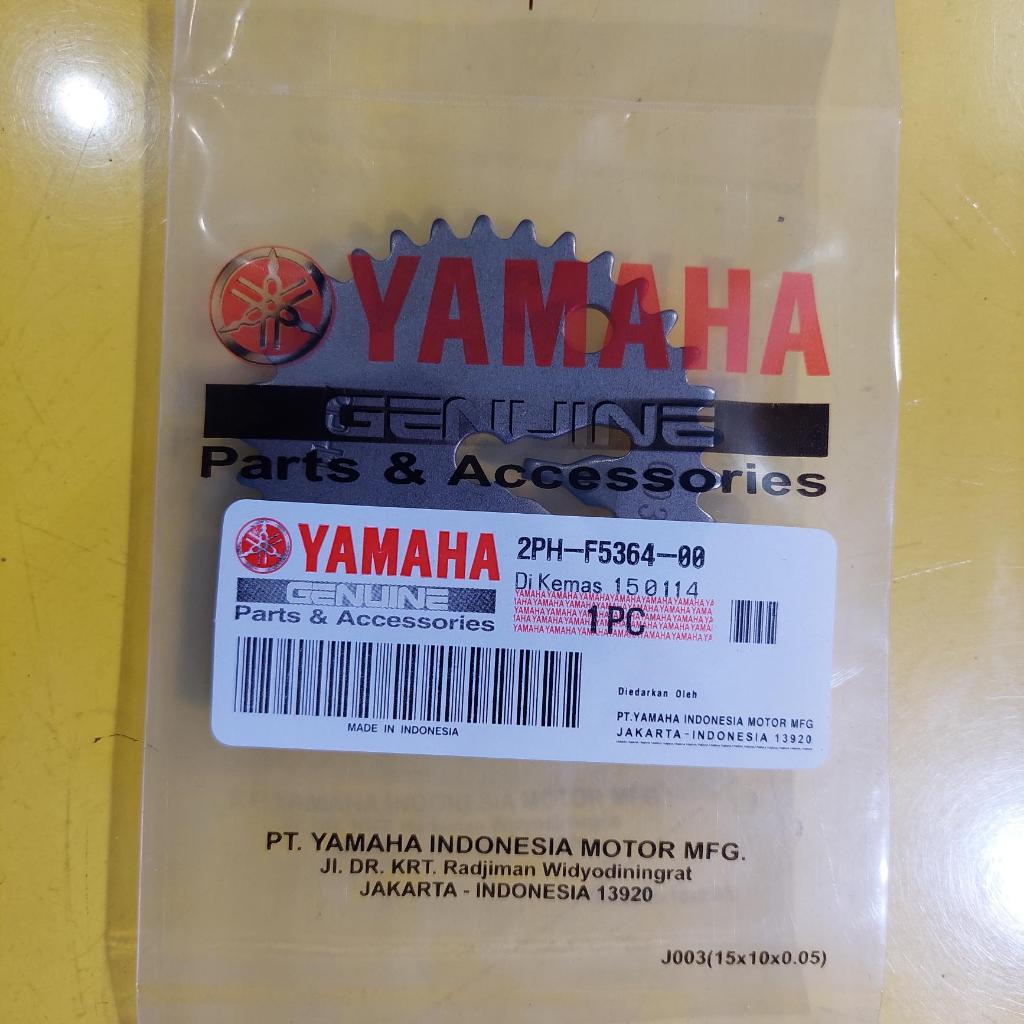 YAMAHA
GENUINE
Parts & Accessories
YAMAHA
GENUINE
Parts & Accessories
2PH-F5364-00
Di Kemas 150114
1PC
MADE IN INDONESIA
Diedarkan Oleh
PT.YAMAHA INDONESIA MOTOR MFG
JAKARTA-INDONESIA 13920
PT. YAMAHA INDONESIA MOTOR MFG.
Jl. DR. KRT. Radjiman Widyodiningrat
JAKARTA - INDONESIA 13920
J003(15x10x0.05)